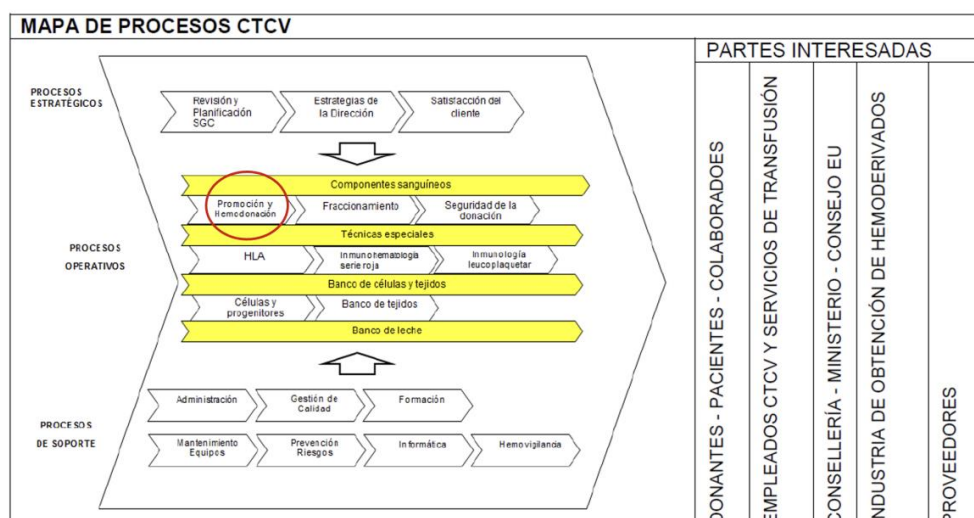 MAPA DE PROCESOS CTCV
PARTES INTERESADAS
PROCESOS
ESTRATÉGICOS
Revisión y
Planificación
SGC
Estrategias de
la Dirección
Satisfacción del
cliente
Componentes sanguíneos
Promoción y
Hemodonación
Fraccionamiento
Seguridad de la
donación
Técnicas especiales
PROCESOS
OPERATIVOS
HLA
Inmunohematología
serie roja
Inmunología
leucoplaquetar
Banco de células y tejidos
Células y
progenitores
Banco de tejidos
Banco de leche
PROCESOS
DE SOPORTE
Administración
Gestión de
Calidad
Formación
Mantenimiento
Equipos
Prevención
Riesgos
Informática
Hemovigilancia
DONANTES - PACIENTES - COLABORADOES
EMPLEADOS CTCV Y SERVICIOS DE TRANSFUSIÓN
CONSELLERÍA - MINISTERIO - CONSEJO EU
INDUSTRIA DE OBTENCIÓN DE HEMODERIVADOS
PROVEEDORES